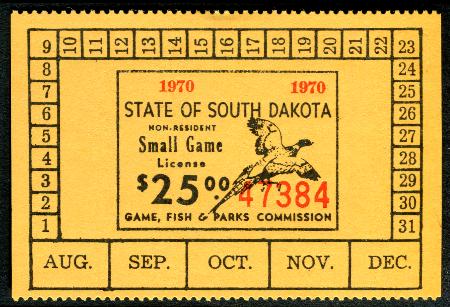 9 10 11 12 13 14 15 16 17 18 19 20 21 22 23
8 24
7 1970 1970 25
6 STATE OF SOUTH DAKOTA 26
5 NON-RESIDENT 27
4 Small Game 28
License
3 $25.00 47384 29
2 GAME, FISH & PARKS COMMISSION 30
1 31
AUG. SEP. OCT. NOV. DEC.